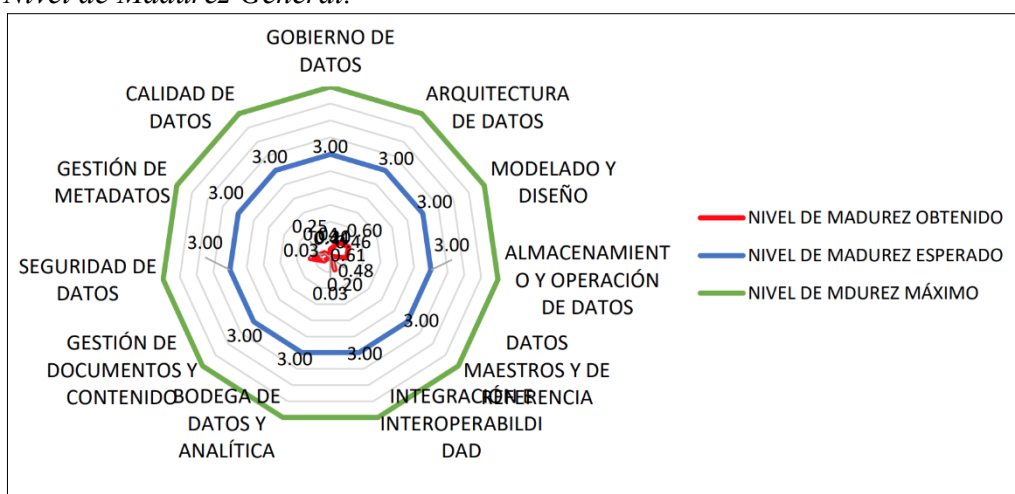 Nivel de Madurez General.
GOBIERNO DE
DATOS
ARQUITECTURA
DE DATOS
MODELADO Y
DISEÑO
ALMACENAMIENT
O Y OPERACIÓN
DE DATOS
DATOS
MAESTROS Y DE
REFERENCIA
INTEGRACIÓN E
INTEROPERABILDI
DAD
BODEGA DE
DATOS Y
ANALÍTICA
GESTIÓN DE
DOCUMENTOS Y
CONTENIDO
SEGURIDAD DE
DATOS
GESTIÓN DE
METADATOS
CALIDAD DE
DATOS
3.00
3.00
3.00
3.00
3.00
3.00
3.00
3.00
3.00
3.00
3.00
0.60
0.46
0.61
0.48
0.20
0.03
0.03
0.25
NIVEL DE MADUREZ OBTENIDO
NIVEL DE MADUREZ ESPERADO
NIVEL DE MDUREZ MÁXIMO